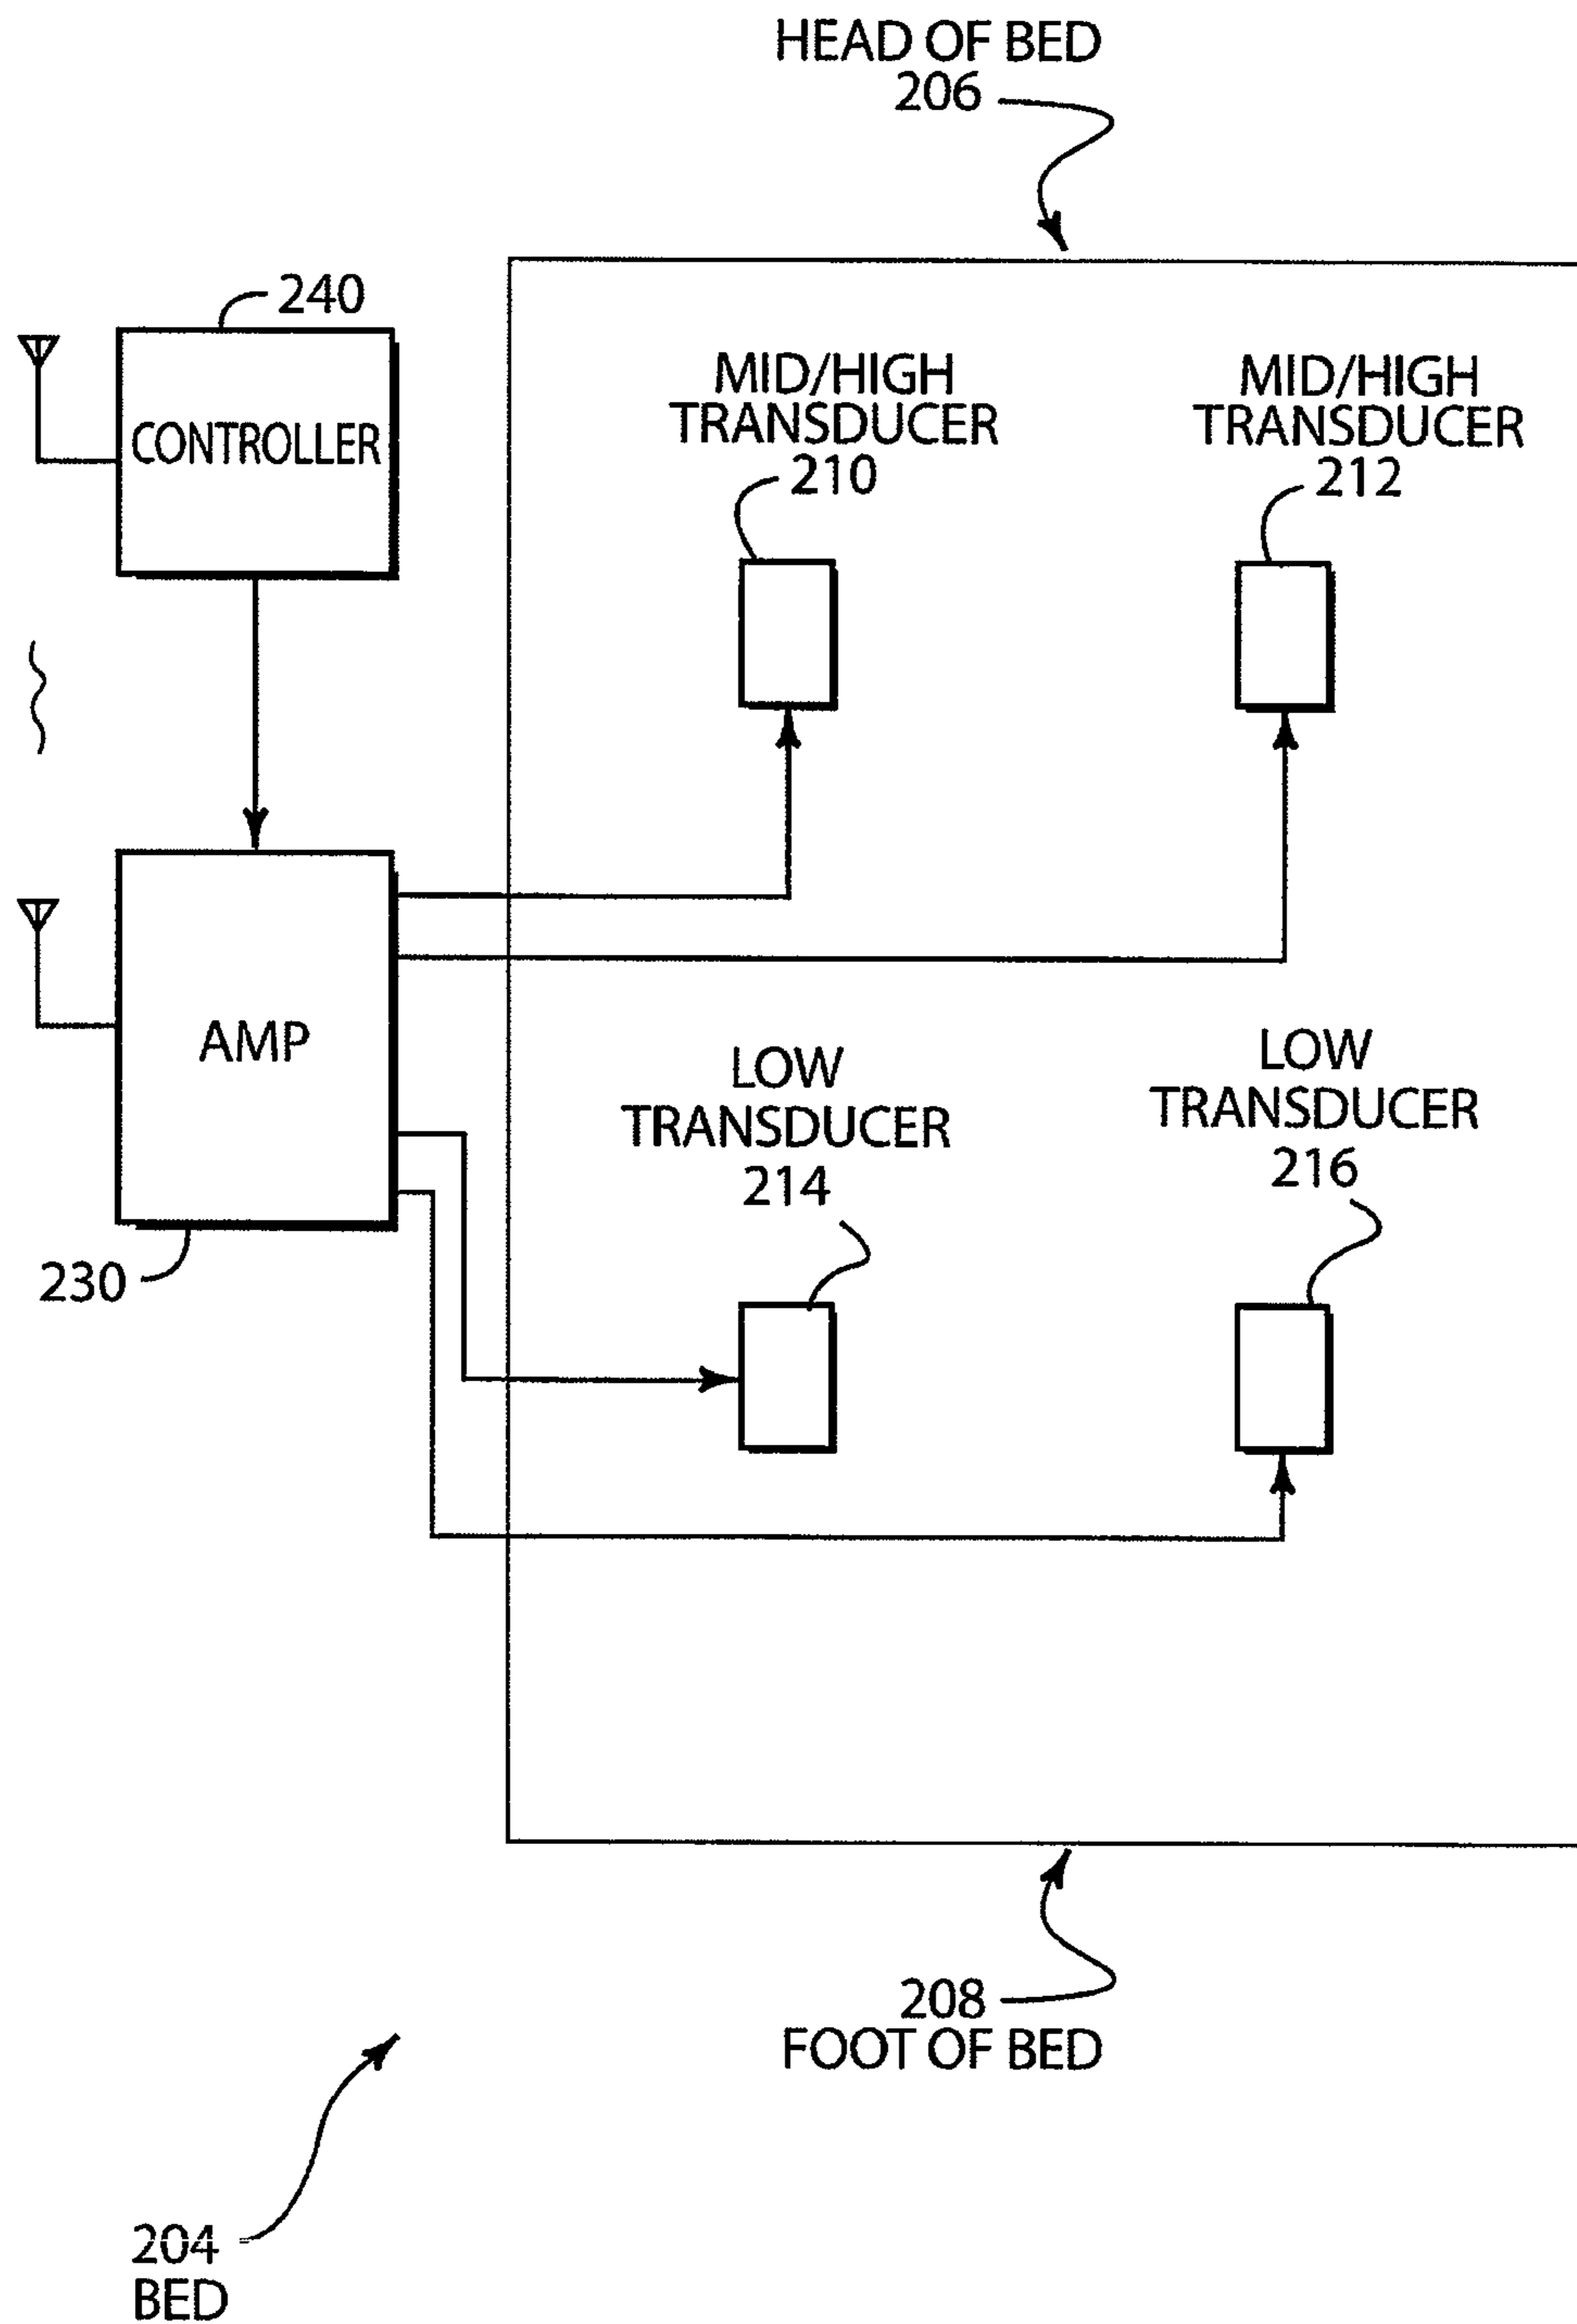 HEAD OF BED
206
240
CONTROLLER
MID/HIGH
TRANSDUCER
210
MID/HIGH
TRANSDUCER
212
AMP
230
LOW
TRANSDUCER
214
LOW
TRANSDUCER
216
208
FOOT OF BED
204
BED